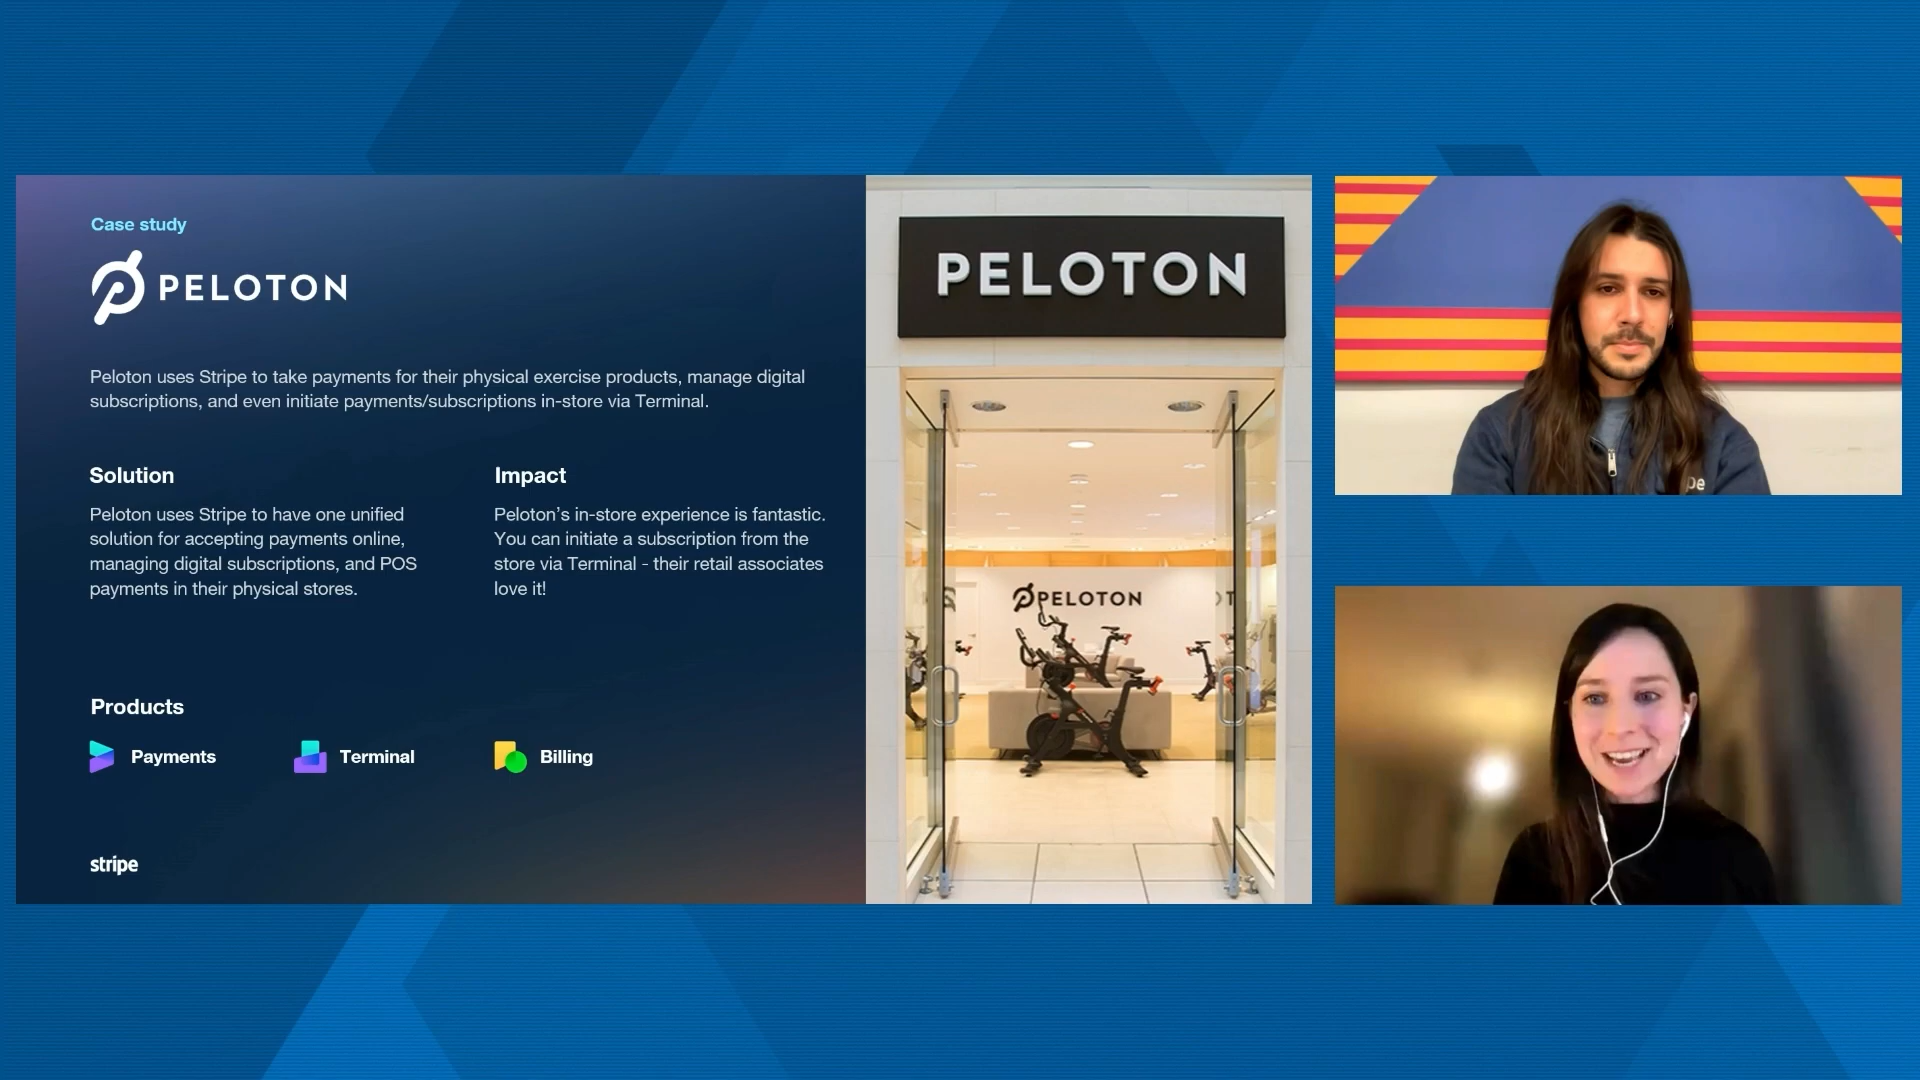 Case study
PELOTON
Peloton uses Stripe to take payments for their physical exercise products, manage digital
subscriptions, and even initiate payments/subscriptions in-store via Terminal.
Solution
Peloton uses Stripe to have one unified
solution for accepting payments online,
managing digital subscriptions, and POS
payments in their physical stores.
Impact
Peloton’s in-store experience is fantastic.
You can initiate a subscription from the
store via Terminal - their retail associates
love it!
Products
Payments
Terminal
Billing
stripe
PELOTON
PELOTON
OT
pe